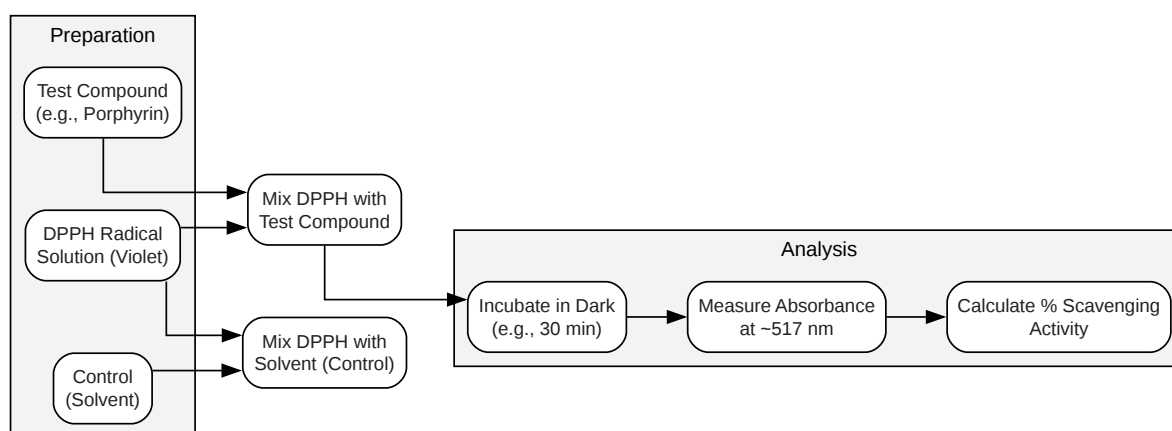 Preparation
Test Compound
(e.g., Porphyrin)
DPPH Radical
Solution (Violet)
Control
(Solvent)
Mix DPPH with
Test Compound
Mix DPPH with
Solvent (Control)
Analysis
Incubate in Dark
(e.g., 30 min)
Measure Absorbance
at ~517 nm
Calculate % Scavenging
Activity